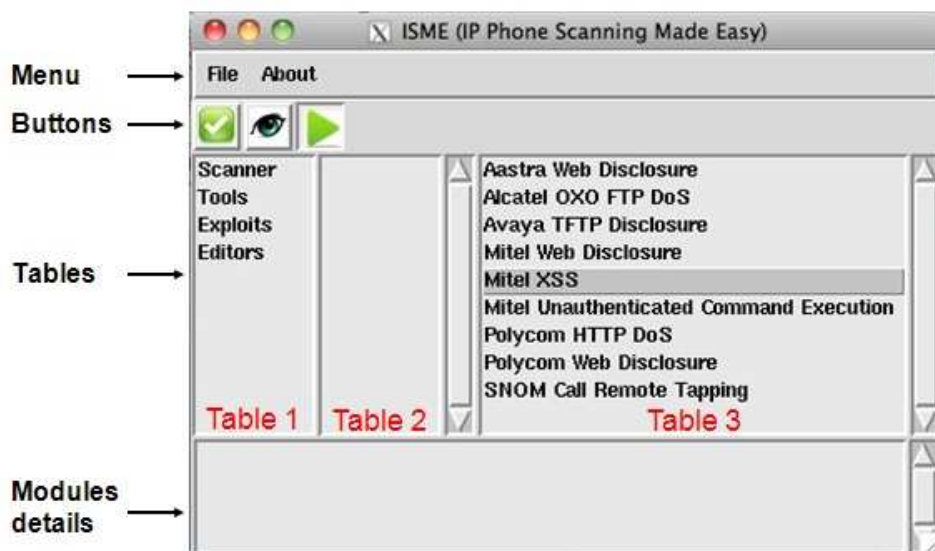 ISME (IP Phone Scanning Made Easy)
Menu
File About
Buttons
Scanner
Tools
Exploits
Editors
Aastra Web Disclosure
Alcatel OXO FTP DoS
Avaya TFTP Disclosure
Mitel Web Disclosure
Mitel XSS
Mitel Unauthenticated Command Execution
Polycom HTTP DoS
Polycom Web Disclosure
SNOM Call Remote Tapping
Tables
Table 1
Table 2
Table 3
Modules
details